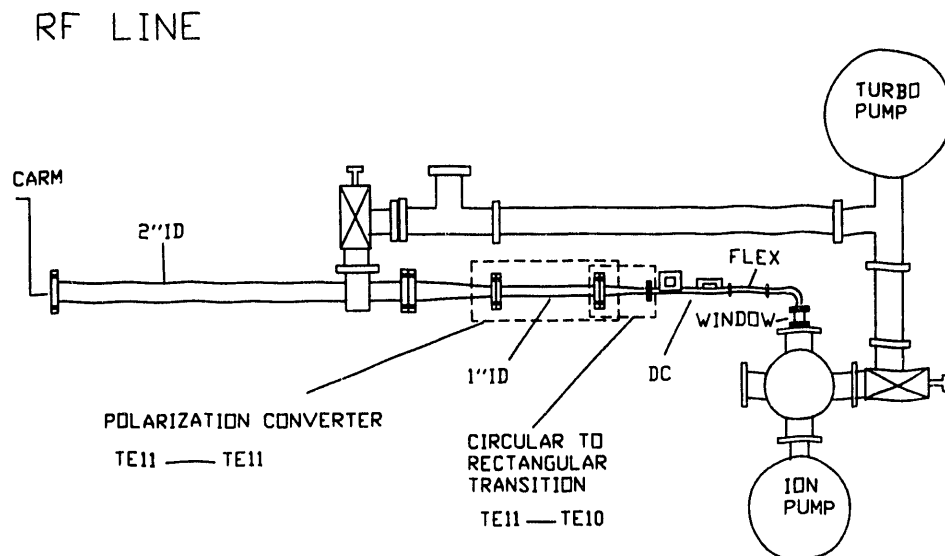 RF LINE
TURBO
PUMP
CARM
2"ID
FLEX
WINDOW
1"ID
DC
POLARIZATION CONVERTER
TE11 —— TE11
CIRCULAR TO
RECTANGULAR
TRANSITION
TE11 — TE10
ION
PUMP